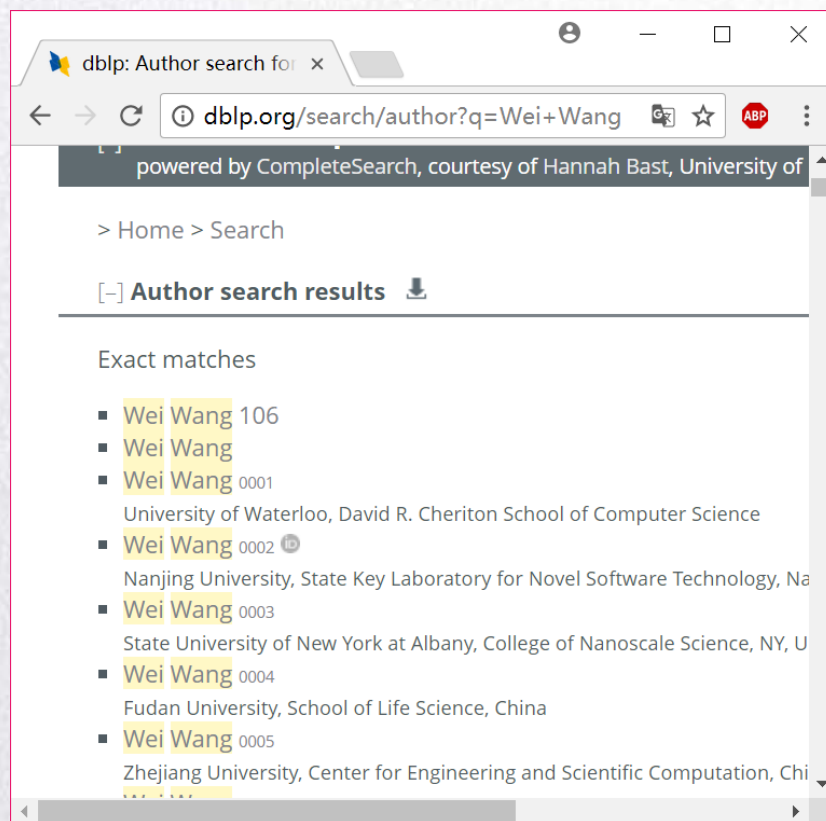 dblp: Author search for
dblp.org/search/author?q=Wei+Wang
ABP
powered by CompleteSearch, courtesy of Hannah Bast, University of
> Home > Search
[–] Author search results
Exact matches
Wei Wang 106
Wei Wang
Wei Wang 0001
University of Waterloo, David R. Cheriton School of Computer Science
Wei Wang 0002 iD
Nanjing University, State Key Laboratory for Novel Software Technology, Na
Wei Wang 0003
State University of New York at Albany, College of Nanoscale Science, NY, U
Wei Wang 0004
Fudan University, School of Life Science, China
Wei Wang 0005
Zhejiang University, Center for Engineering and Scientific Computation, Chi